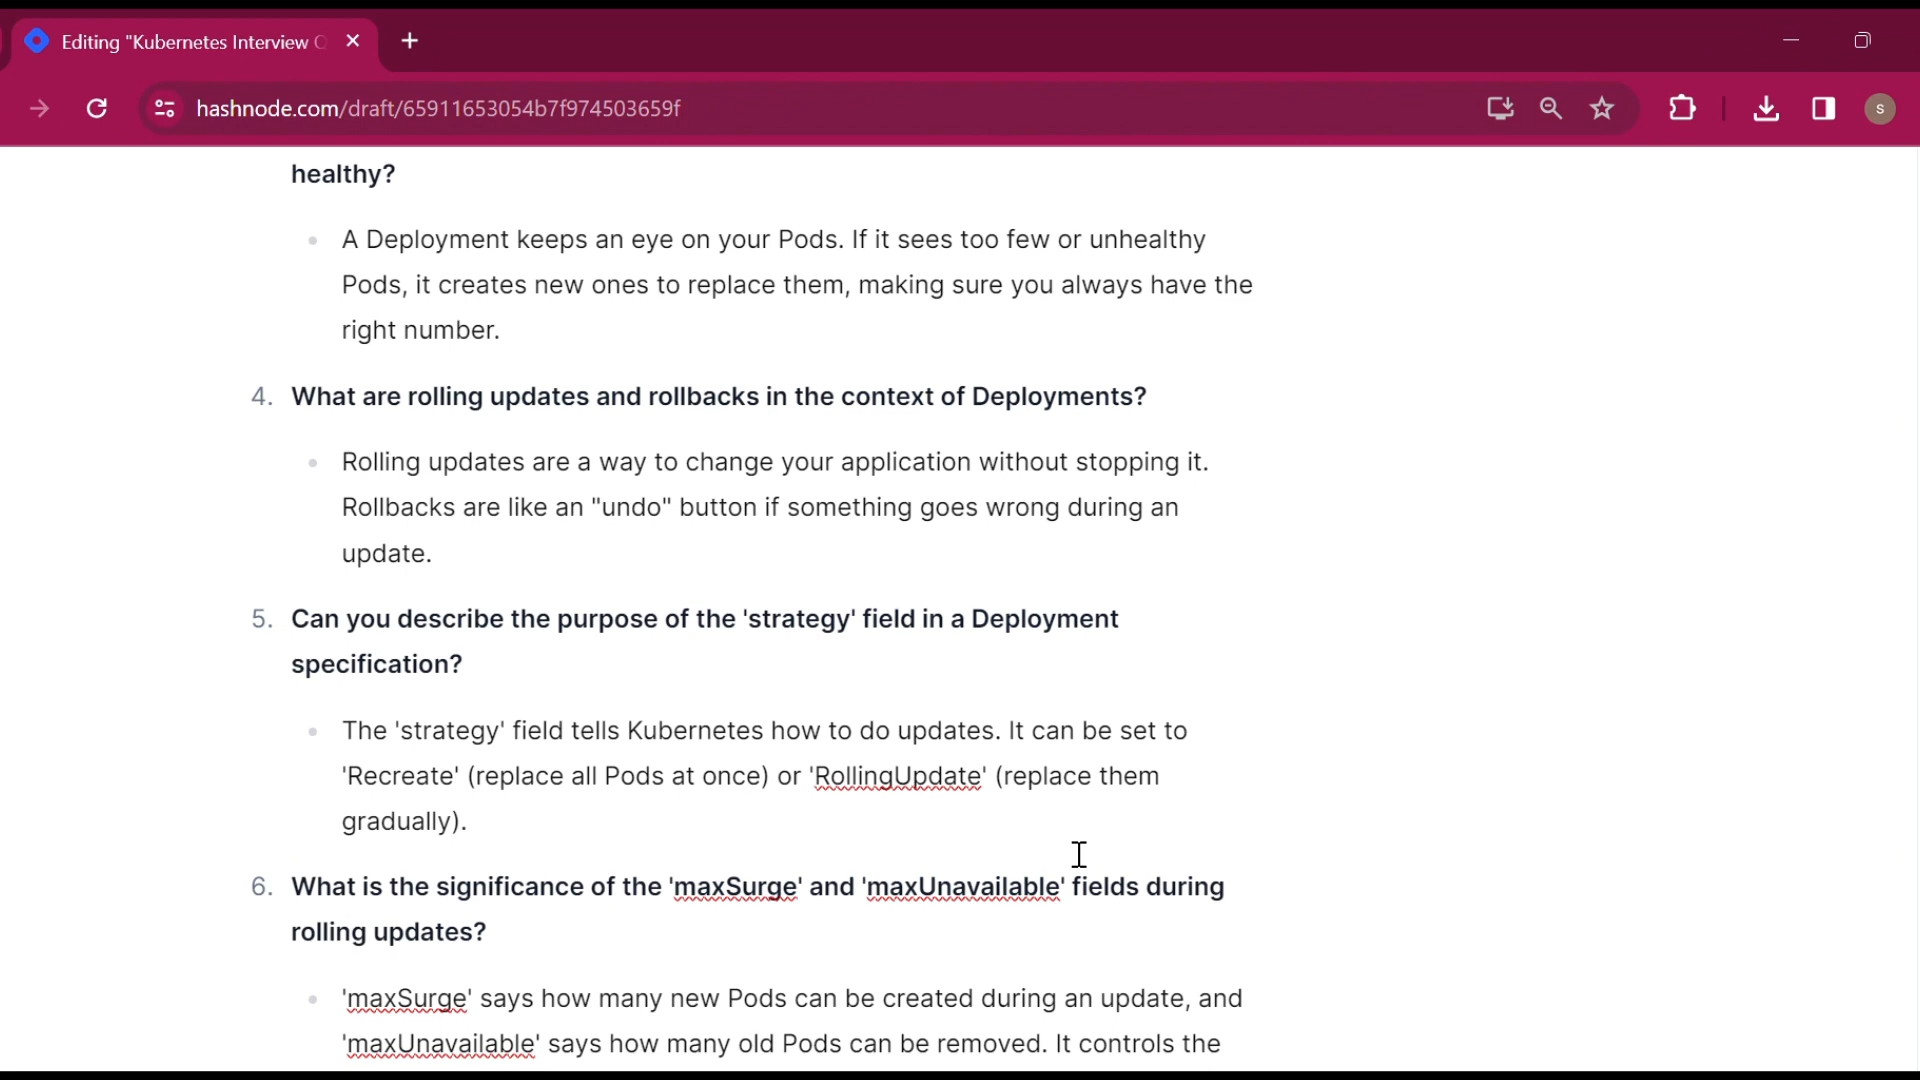 Editing "Kubernetes Interview Q
hashnode.com/draft/65911653054b7f974503659f
s
healthy?
A Deployment keeps an eye on your Pods. If it sees too few or unhealthy
Pods, it creates new ones to replace them, making sure you always have the
right number.
4. What are rolling updates and rollbacks in the context of Deployments?
Rolling updates are a way to change your application without stopping it.
Rollbacks are like an "undo" button if something goes wrong during an
update.
5. Can you describe the purpose of the 'strategy' field in a Deployment
specification?
The 'strategy' field tells Kubernetes how to do updates. It can be set to
'Recreate' (replace all Pods at once) or 'RollingUpdate' (replace them
gradually).
6. What is the significance of the 'maxSurge' and 'maxUnavailable' fields during
rolling updates?
'maxSurge' says how many new Pods can be created during an update, and
'maxUnavailable' says how many old Pods can be removed. It controls the